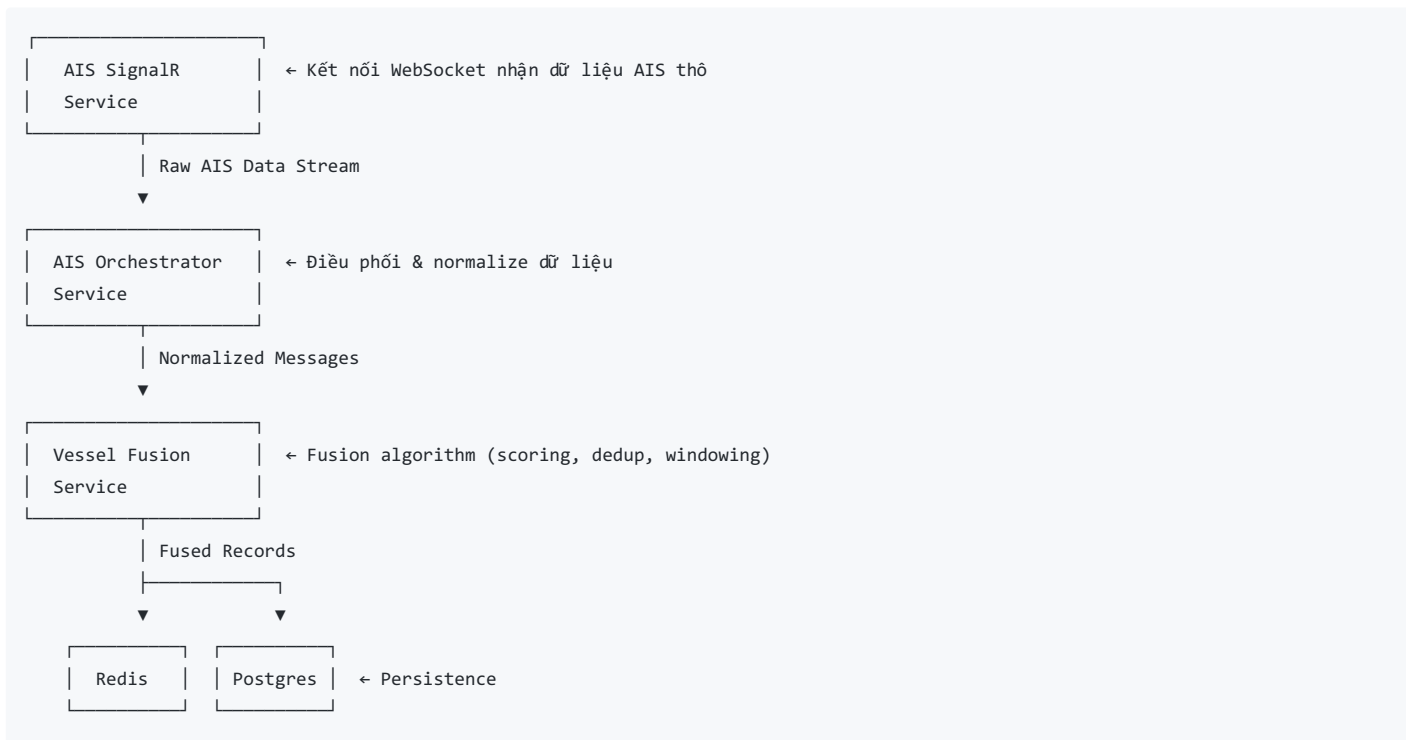 AIS SignalR ← Kết nối WebSocket nhận dữ liệu AIS thô
Service
Raw AIS Data Stream
AIS Orchestrator ← Điều phối & normalize dữ liệu
Service
Normalized Messages
Vessel Fusion ← Fusion algorithm (scoring, dedup, windowing)
Service
Fused Records
Redis Postgres ← Persistence